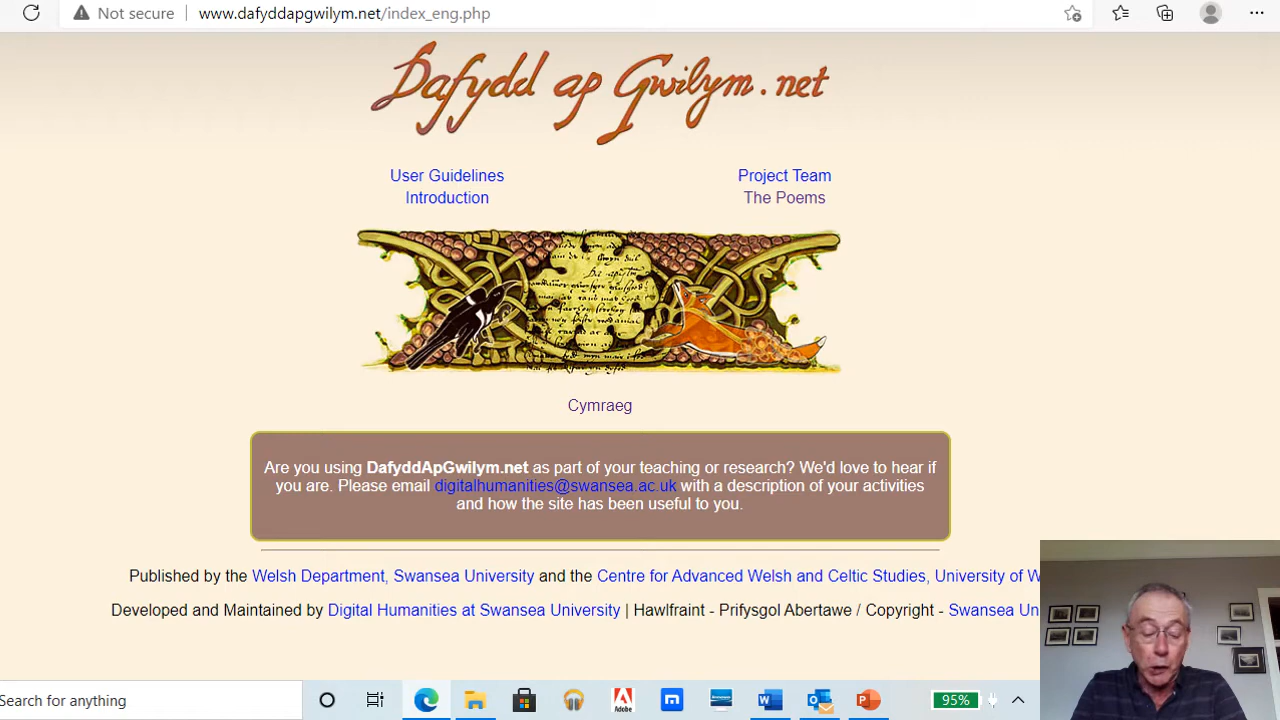 Not secure www.dafyddapgwilym.net/index_eng.php
Dafydd ap Gwilym.net
User Guidelines Project Team
Introduction The Poems
Cymraeg
Are you using DafyddApGwilym.net as part of your teaching or research? We'd love to hear if
you are. Please email digitalhumanities@swansea.ac.uk with a description of your activities
and how the site has been useful to you.
Published by the Welsh Department, Swansea University and the Centre for Advanced Welsh and Celtic Studies, University of W
Developed and Maintained by Digital Humanities at Swansea University | Hawlfraint - Prifysgol Abertawe / Copyright - Swansea Un
Search for anything Adobe 95%